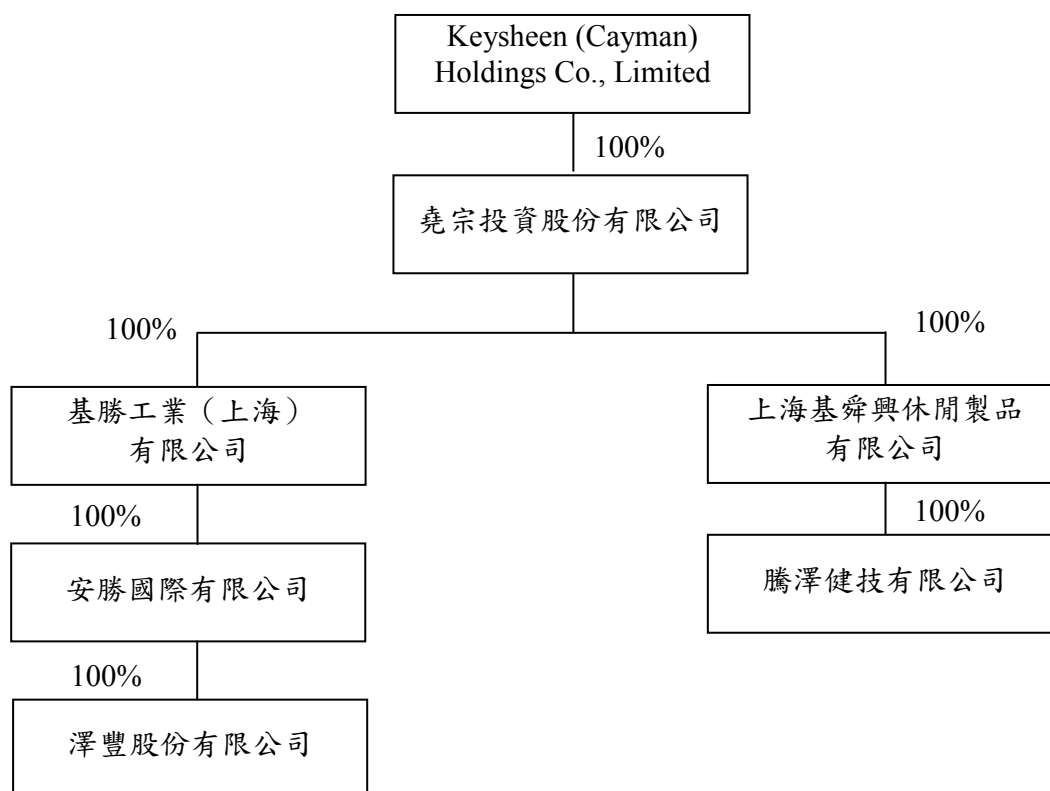 Keysheen (Cayman)
Holdings Co., Limited
100%
堯宗投資股份有限公司
100%
100%
基勝工業（上海）
有限公司
上海基舜興休閒製品
有限公司
100%
100%
安勝國際有限公司
騰澤健技有限公司
100%
澤豐股份有限公司